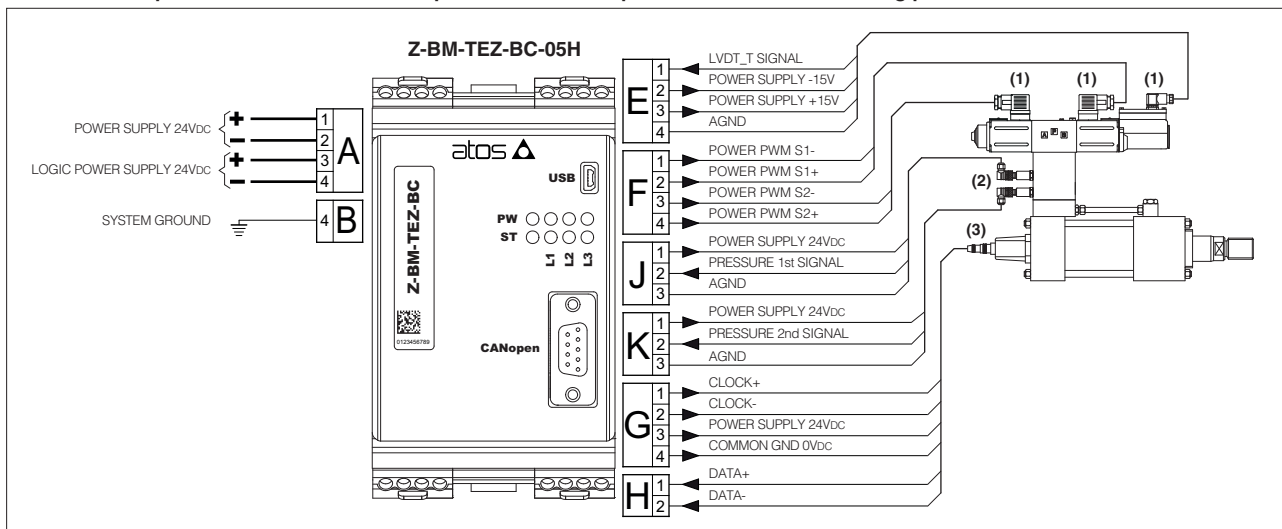 Z-BM-TEZ-BC-05H
POWER SUPPLY 24VDC
+
-
LOGIC POWER SUPPLY 24VDC
+
-
1
2
3
4
A
SYSTEM GROUND
4
B
atos
USB
PW
ST
L1
L2
L3
Z-BM-TEZ-BC
0123456789
CANopen
E
1 LVDT_T SIGNAL
2 POWER SUPPLY -15V
3 POWER SUPPLY +15V
4 AGND
F
1 POWER PWM S1-
2 POWER PWM S1+
3 POWER PWM S2-
4 POWER PWM S2+
J
1 POWER SUPPLY 24VDC
2 PRESSURE 1st SIGNAL
3 AGND
K
1 POWER SUPPLY 24VDC
2 PRESSURE 2nd SIGNAL
3 AGND
G
1 CLOCK+
2 CLOCK-
3 POWER SUPPLY 24VDC
4 COMMON GND 0VDC
H
1 DATA+
2 DATA-
(1)
(1)
(1)
A P B
(2)
(3)